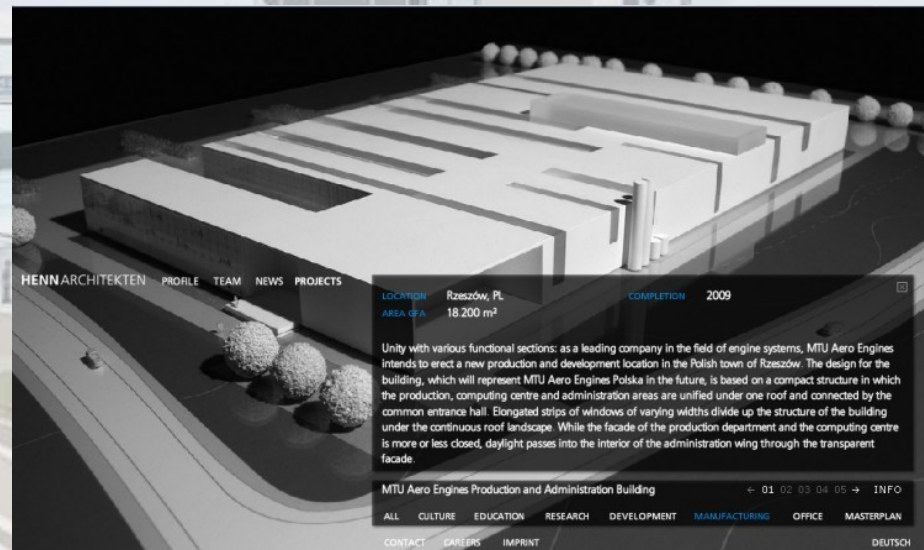 HENNARCHITEKTEN PROFILE TEAM NEWS PROJECTS
LOCATION Rzeszów, PL COMPLETION 2009
AREA GFA 18.200 m²
Unity with various functional sections: as a leading company in the field of engine systems, MTU Aero Engines
intends to erect a new production and development location in the Polish town of Rzeszów. The design for the
building, which will represent MTU Aero Engines Polska in the future, is based on a compact structure in which
the production, computing centre and administration areas are unified under one roof and connected by the
common entrance hall. Elongated strips of windows of varying widths divide up the structure of the building
under the continuous roof landscape. While the facade of the production department and the computing centre
is more or less closed, daylight passes into the interior of the administration wing through the transparent
facade.
MTU Aero Engines Production and Administration Building ← 01 02 03 04 05 → INFO
ALL CULTURE EDUCATION RESEARCH DEVELOPMENT MANUFACTURING OFFICE MASTERPLAN
CONTACT CAREERS IMPRINT DEUTSCH